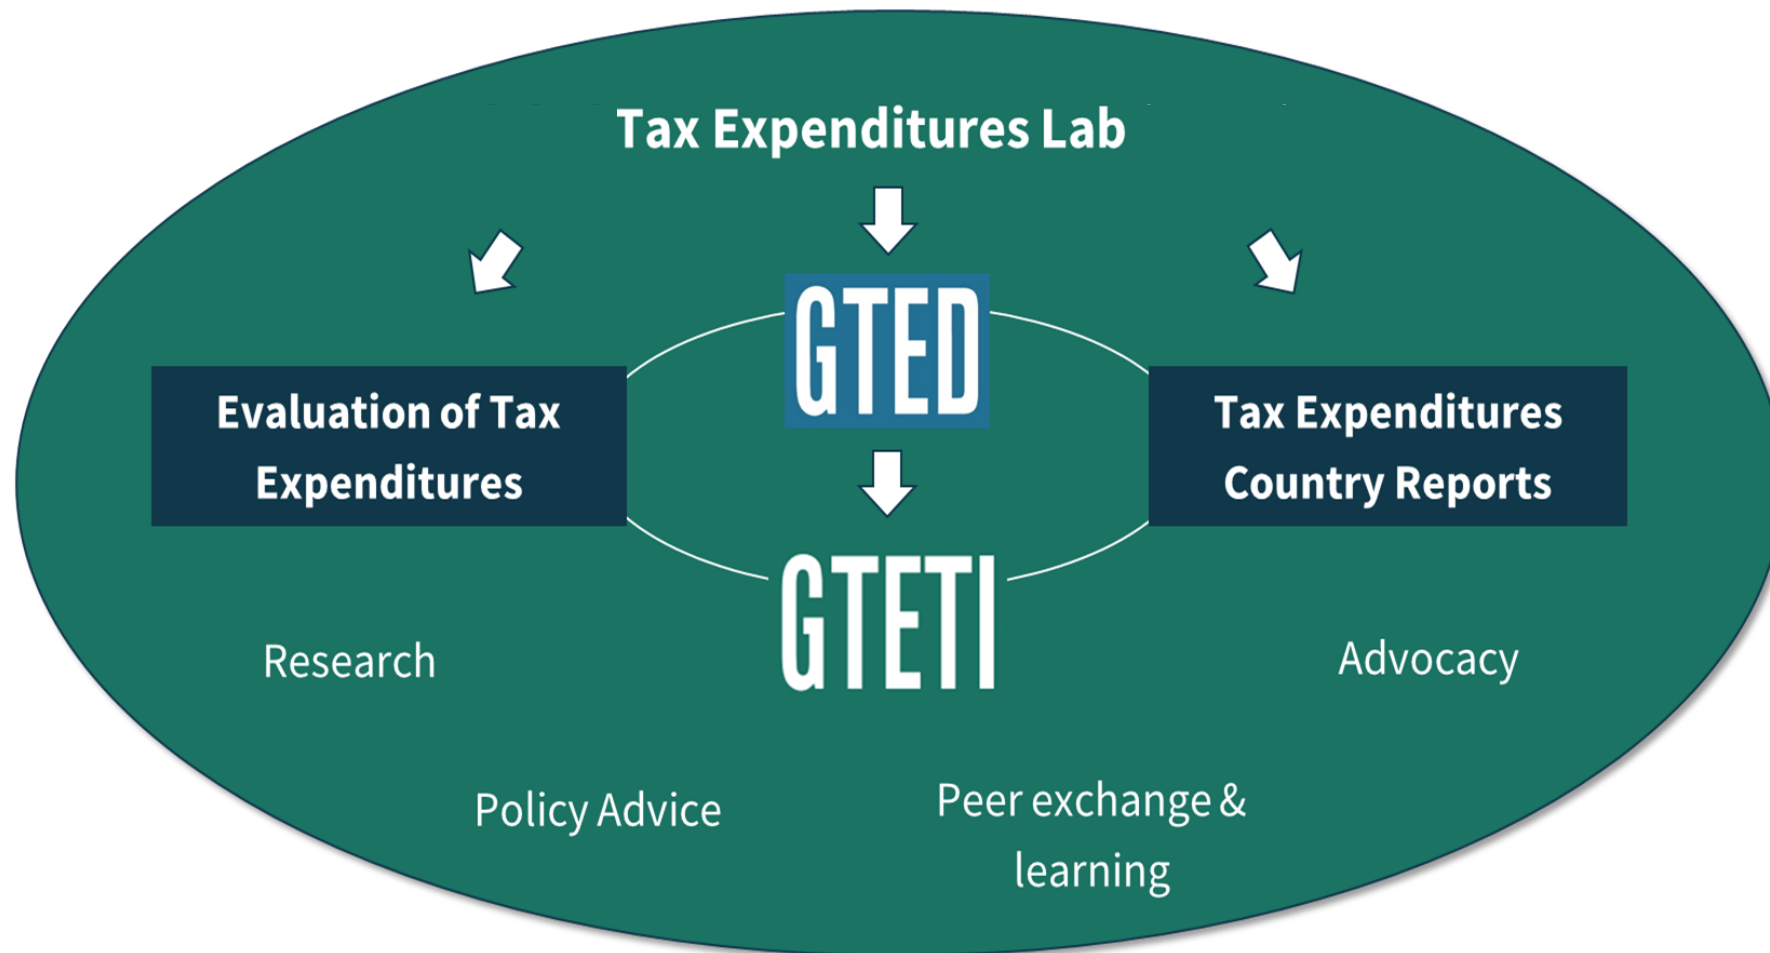 Tax Expenditures Lab
GTED
Evaluation of Tax
Expenditures
Tax Expenditures
Country Reports
GTETI
Research
Advocacy
Policy Advice
Peer exchange &
learning